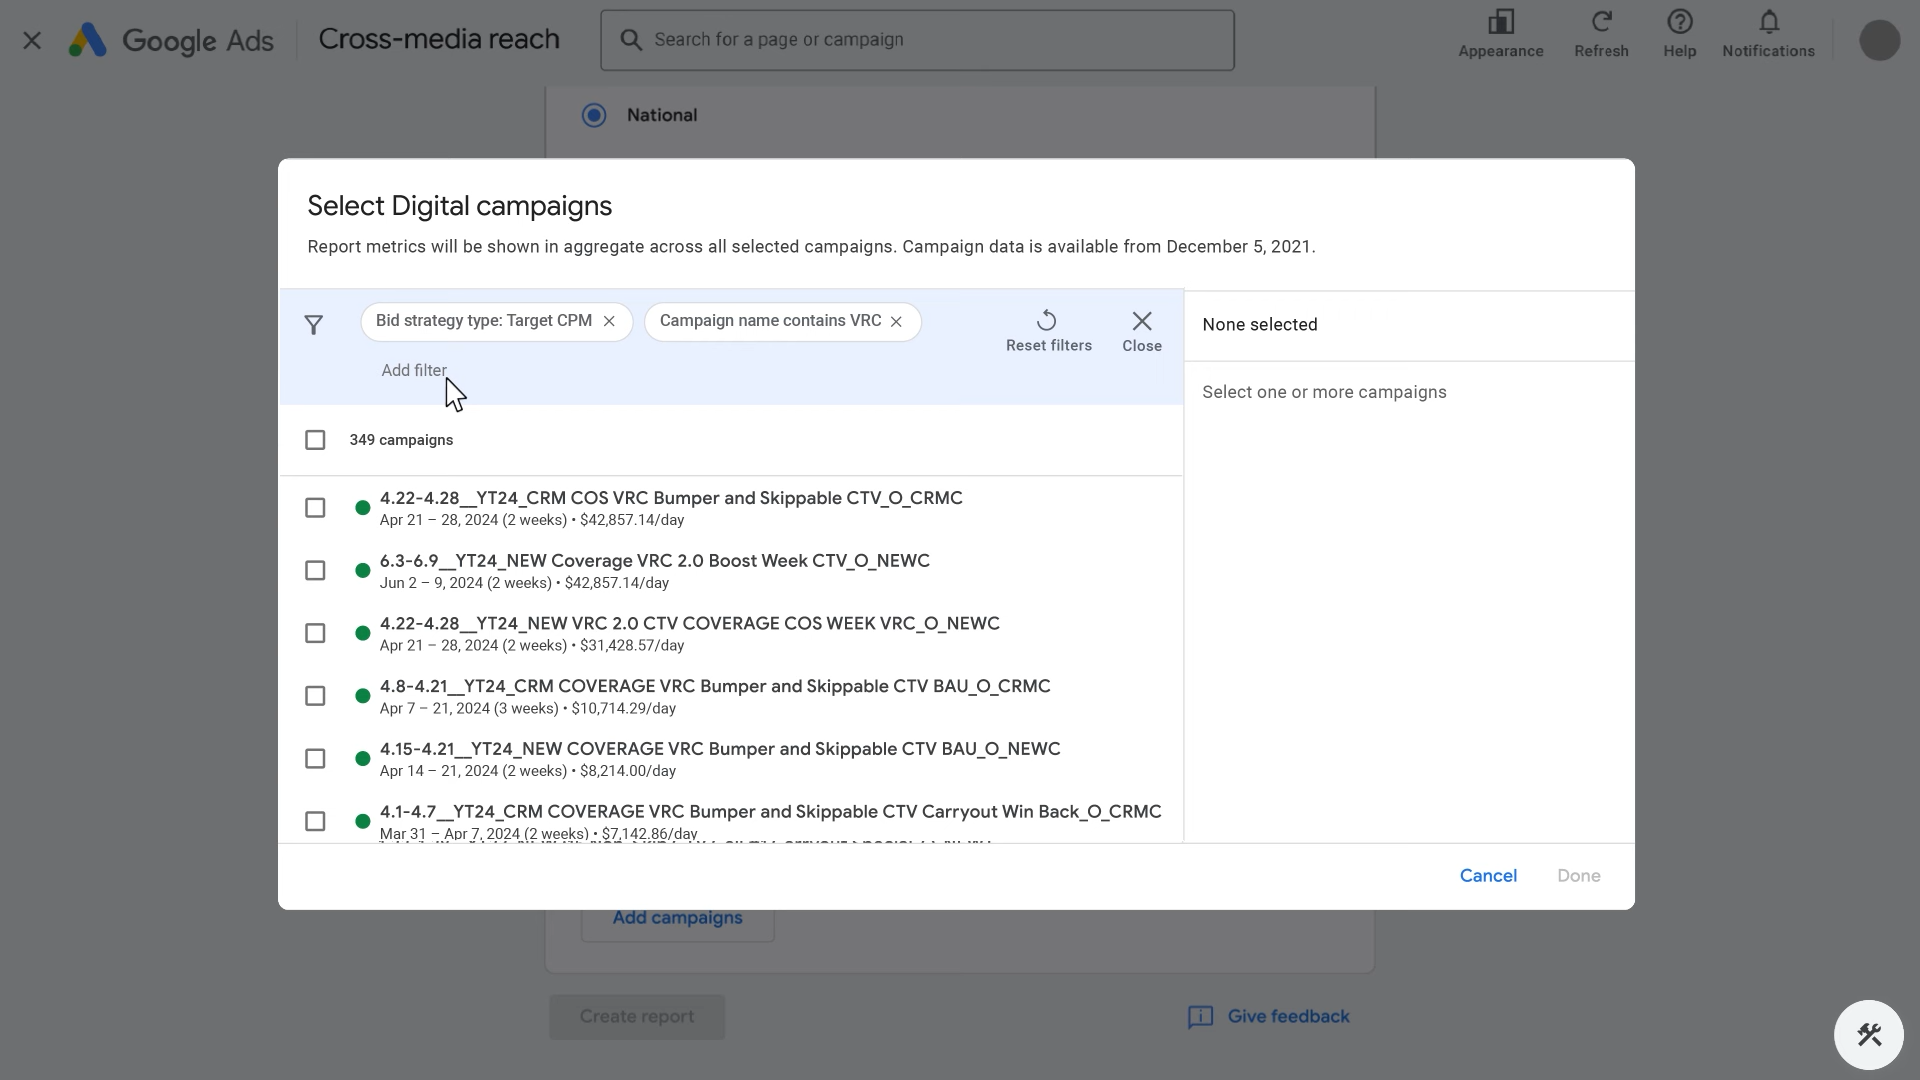 Google Ads
Cross-media reach
Search for a page or campaign
Appearance
Refresh
Help
Notifications
National
Select Digital campaigns
Report metrics will be shown in aggregate across all selected campaigns. Campaign data is available from December 5, 2021.
Bid strategy type: Target CPM
Campaign name contains VRC
Reset filters
Close
Add filter
None selected
Select one or more campaigns
349 campaigns
4.22-4.28__YT24_CRM COS VRC Bumper and Skippable CTV_O_CRMC
Apr 21 – 28, 2024 (2 weeks) • $42,857.14/day
6.3-6.9__YT24_NEW Coverage VRC 2.0 Boost Week CTV_O_NEWC
Jun 2 – 9, 2024 (2 weeks) • $42,857.14/day
4.22-4.28__YT24_NEW VRC 2.0 CTV COVERAGE COS WEEK VRC_O_NEWC
Apr 21 – 28, 2024 (2 weeks) • $31,428.57/day
4.8-4.21__YT24_CRM COVERAGE VRC Bumper and Skippable CTV BAU_O_CRMC
Apr 7 – 21, 2024 (3 weeks) • $10,714.29/day
4.15-4.21__YT24_NEW COVERAGE VRC Bumper and Skippable CTV BAU_O_NEWC
Apr 14 – 21, 2024 (2 weeks) • $8,214.00/day
4.1-4.7__YT24_CRM COVERAGE VRC Bumper and Skippable CTV Carryout Win Back_O_CRMC
Mar 31 – Apr 7, 2024 (2 weeks) • $7,142.86/day
Cancel
Done
Add campaigns
Create report
Give feedback